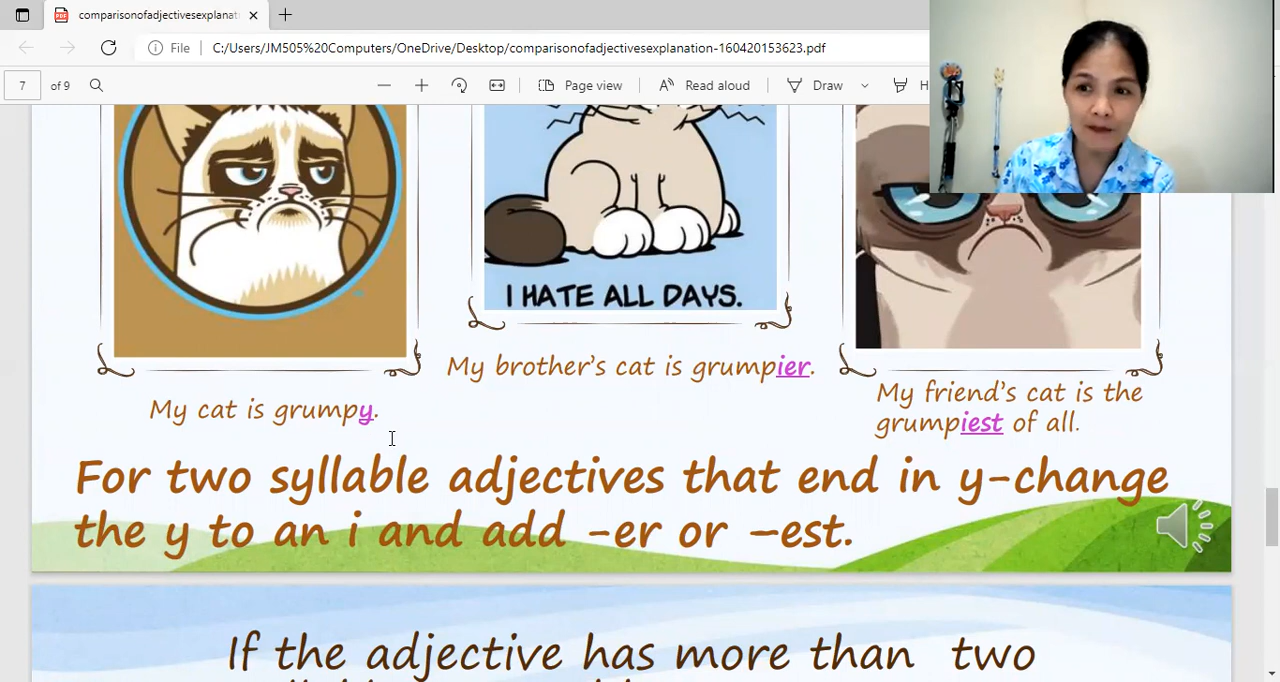 comparisonofadjectivesexplanat
File
C:/Users/JM505%20Computers/OneDrive/Desktop/comparisonofadjectivesexplanation-160420153623.pdf
7 of 9
Page view
Read aloud
Draw
I HATE ALL DAYS.
My cat is grumpy.
My brother's cat is grumpier.
My friend's cat is the
grumpiest of all.
For two syllable adjectives that end in y-change
the y to an i and add -er or –est.
If the adjective has more than two